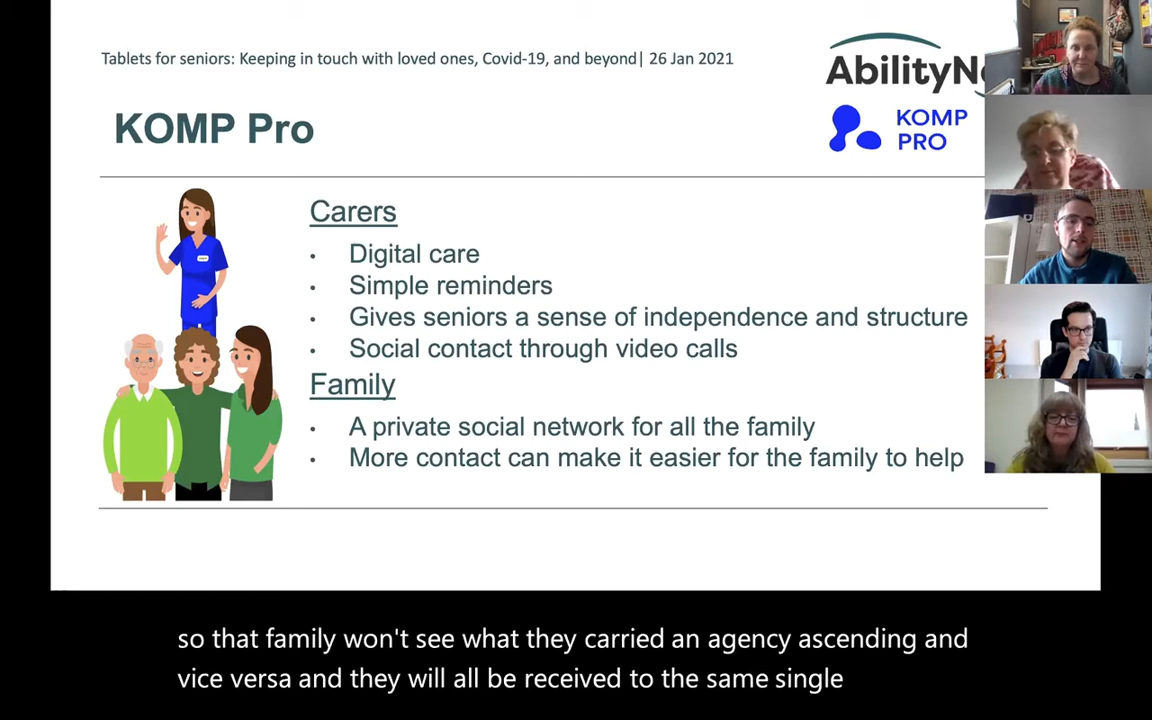 Tablets for seniors: Keeping in touch with loved ones, Covid-19, and beyond| 26 Jan 2021
KOMP Pro
KOMP
PRO
Carers
• Digital care
• Simple reminders
• Gives seniors a sense of independence and structure
• Social contact through video calls
Family
• A private social network for all the family
• More contact can make it easier for the family to help
so that family won't see what they carried an agency ascending and
vice versa and they will all be received to the same single